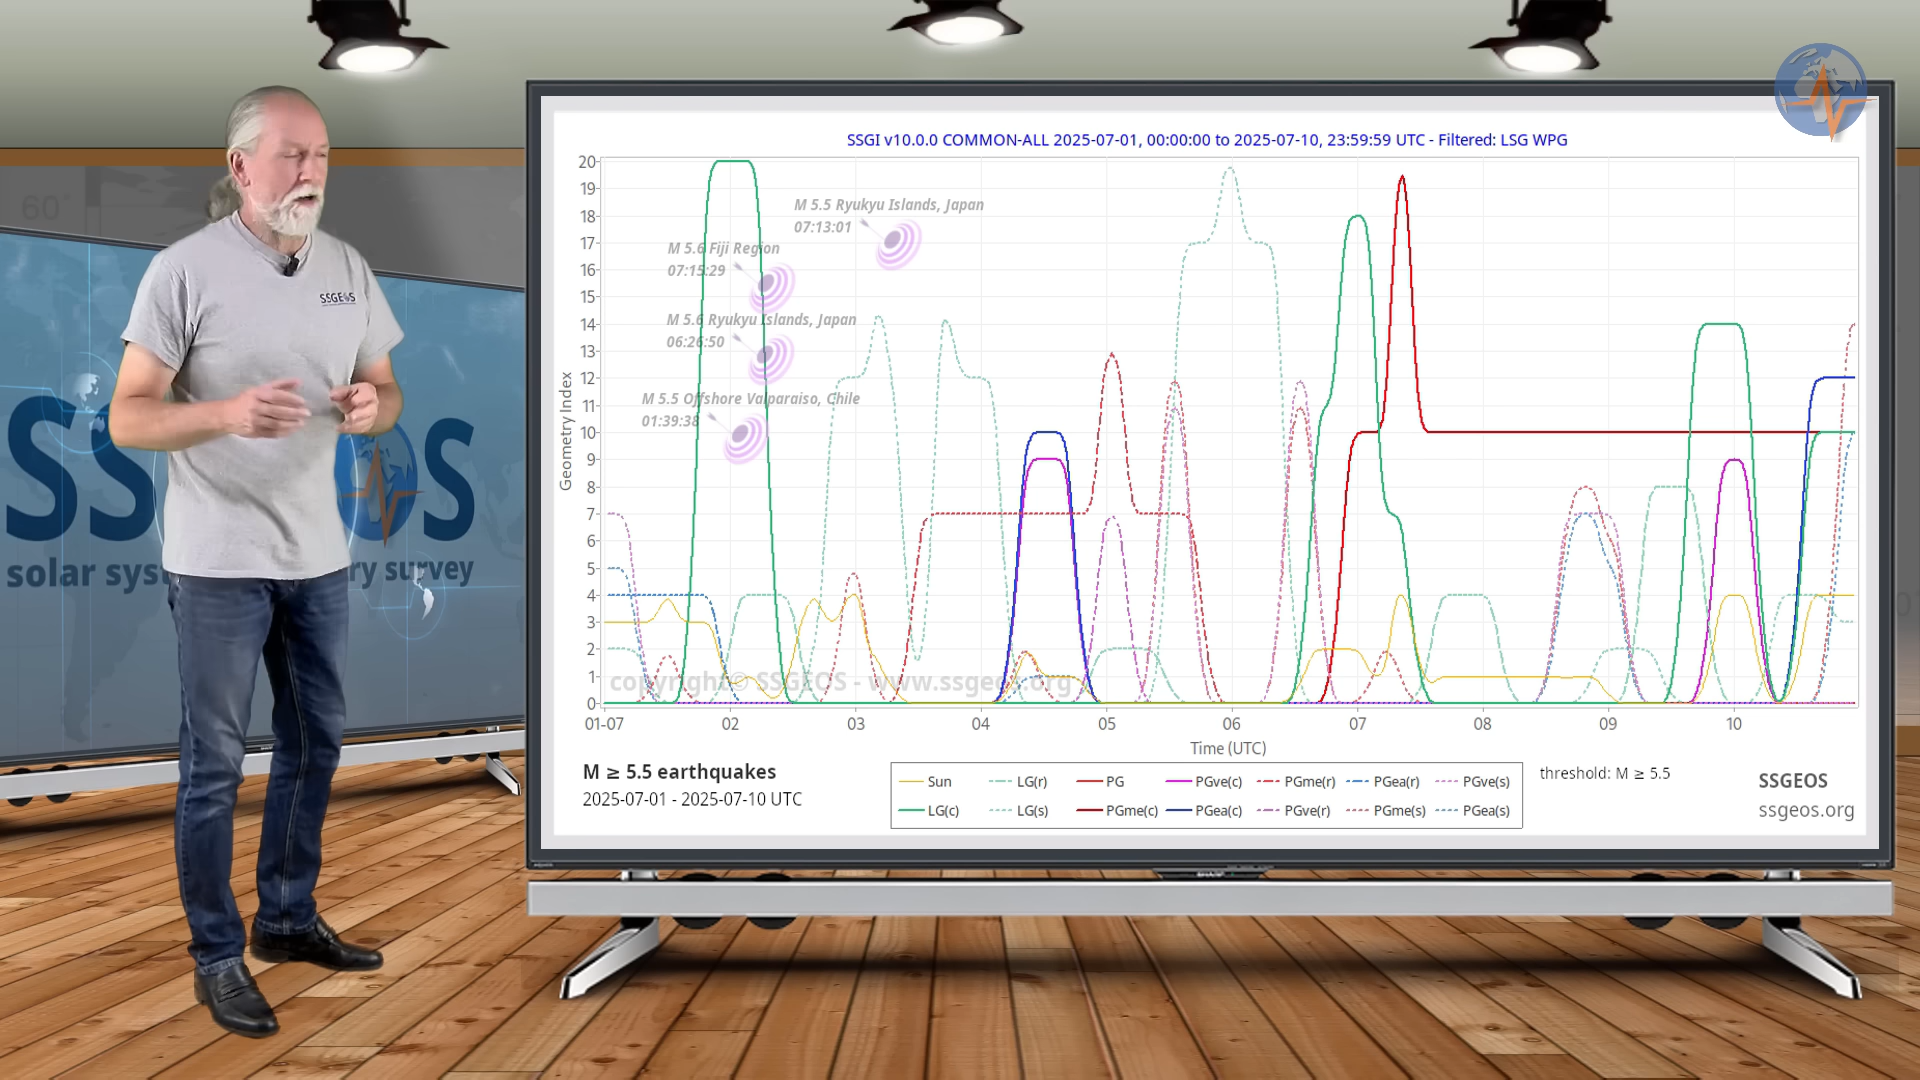 SSGI v10.0.0 COMMON-ALL 2025-07-01, 00:00:00 to 2025-07-10, 23:59:59 UTC - Filtered: LSG WPG
20
19
18
17
16
15
14
13
12
11
10
9
8
7
6
5
4
3
2
1
0
Geometry Index
M 5.5 Ryukyu Islands, Japan
07:13:01
M 5.6 Fiji Region
07:15:29
M 5.6 Ryukyu Islands, Japan
06:26:50
M 5.5 Offshore Valparaiso, Chile
01:39:38
copyright© SSGEOS - www.ssgeos.org
01-07 02 03 04 05 06 07 08 09 10
Time (UTC)
M ≥ 5.5 earthquakes
2025-07-01 - 2025-07-10 UTC
Sun LG(r) PG PGve(c) PGme(r) PGea(r) PGve(s)
LG(c) LG(s) PGme(c) PGea(c) PGve(r) PGme(s) PGea(s)
threshold: M ≥ 5.5
SSGEOS
ssgeos.org
SSGEOS
60°
SS OS
solar syst ry survey
SHARP